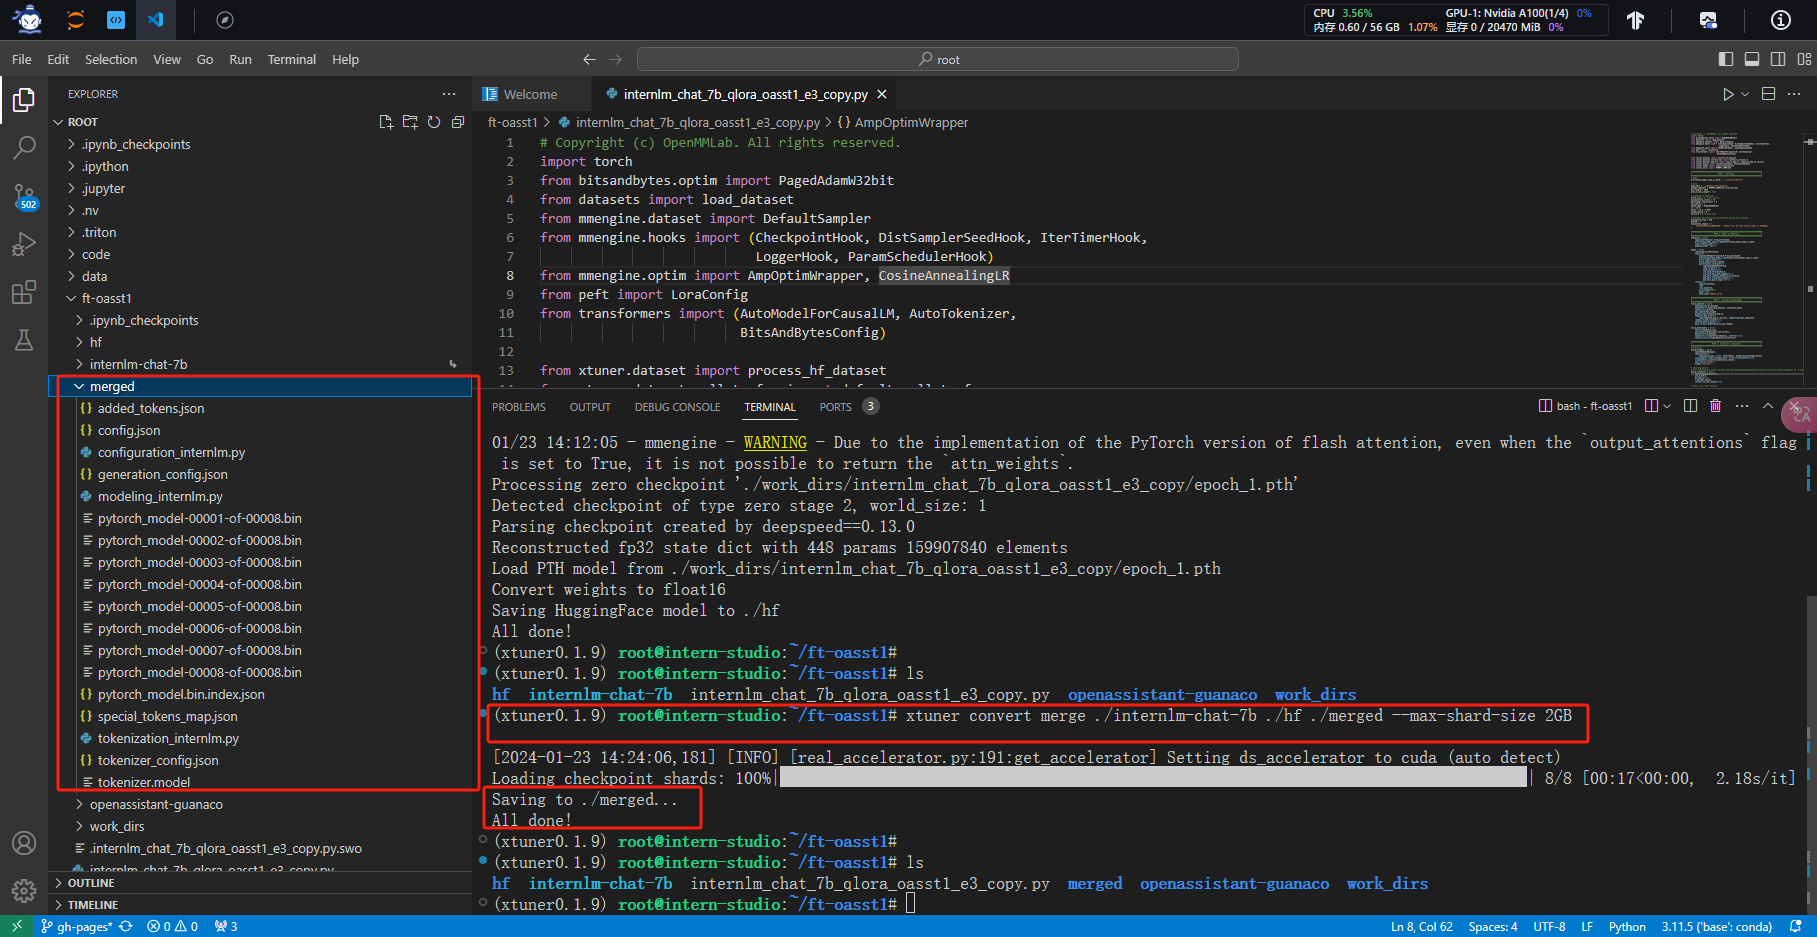 CPU 3.56% GPU-1: Nvidia A100(1/4) 0%
内存 0.60 / 56 GB 1.07% 显存 0 / 20470 MiB 0%
File Edit Selection View Go Run Terminal Help
root
EXPLORER
Welcome
internlm_chat_7b_qlora_oasst1_e3_copy.py
ft-oasst1 > internlm_chat_7b_qlora_oasst1_e3_copy.py > {} AmpOptimWrapper
ROOT
.ipynb_checkpoints
.ipython
.jupyter
.nv
.triton
code
data
ft-oasst1
.ipynb_checkpoints
hf
internlm-chat-7b
merged
added_tokens.json
config.json
configuration_internlm.py
generation_config.json
modeling_internlm.py
pytorch_model-00001-of-00008.bin
pytorch_model-00002-of-00008.bin
pytorch_model-00003-of-00008.bin
pytorch_model-00004-of-00008.bin
pytorch_model-00005-of-00008.bin
pytorch_model-00006-of-00008.bin
pytorch_model-00007-of-00008.bin
pytorch_model-00008-of-00008.bin
pytorch_model.bin.index.json
special_tokens_map.json
tokenization_internlm.py
tokenizer_config.json
tokenizer.model
openassistant-guanaco
work_dirs
.internlm_chat_7b_qlora_oasst1_e3_copy.py.swo
internlm_chat_7b_qlora_oasst1_e3_copy.py
OUTLINE
TIMELINE
502
1 # Copyright (c) OpenMMLab. All rights reserved.
2 import torch
3 from bitsandbytes.optim import PagedAdamW32bit
4 from datasets import load_dataset
5 from mmengine.dataset import DefaultSampler
6 from mmengine.hooks import (CheckpointHook, DistSamplerSeedHook, IterTimerHook,
7 LoggerHook, ParamSchedulerHook)
8 from mmengine.optim import AmpOptimWrapper, CosineAnnealingLR
9 from peft import LoraConfig
10 from transformers import (AutoModelForCausalLM, AutoTokenizer,
11 BitsAndBytesConfig)
12
13 from xtuner.dataset import process_hf_dataset
PROBLEMS OUTPUT DEBUG CONSOLE TERMINAL PORTS 3
bash - ft-oasst1
01/23 14:12:05 - mmengine - WARNING - Due to the implementation of the PyTorch version of flash attention, even when the `output_attentions` flag
is set to True, it is not possible to return the `attn_weights`.
Processing zero checkpoint './work_dirs/internlm_chat_7b_qlora_oasst1_e3_copy/epoch_1.pth'
Detected checkpoint of type zero stage 2, world_size: 1
Parsing checkpoint created by deepspeed==0.13.0
Reconstructed fp32 state dict with 448 params 159907840 elements
Load PTH model from ./work_dirs/internlm_chat_7b_qlora_oasst1_e3_copy/epoch_1.pth
Convert weights to float16
Saving HuggingFace model to ./hf
All done!
(xtuner0.1.9) root@intern-studio:~/ft-oasst1#
(xtuner0.1.9) root@intern-studio:~/ft-oasst1# ls
hf internlm-chat-7b internlm_chat_7b_qlora_oasst1_e3_copy.py openassistant-guanaco work_dirs
(xtuner0.1.9) root@intern-studio:~/ft-oasst1# xtuner convert merge ./internlm-chat-7b ./hf ./merged --max-shard-size 2GB
[2024-01-23 14:24:06,181] [INFO] [real_accelerator.py:191:get_accelerator] Setting ds_accelerator to cuda (auto detect)
Loading checkpoint shards: 100%| | 8/8 [00:17<00:00, 2.18s/it]
Saving to ./merged...
All done!
(xtuner0.1.9) root@intern-studio:~/ft-oasst1#
(xtuner0.1.9) root@intern-studio:~/ft-oasst1# ls
hf internlm-chat-7b internlm_chat_7b_qlora_oasst1_e3_copy.py merged openassistant-guanaco work_dirs
(xtuner0.1.9) root@intern-studio:~/ft-oasst1#
gh-pages* 0 0 3
Ln 8, Col 62 Spaces: 4 UTF-8 LF Python 3.11.5 ('base': conda)